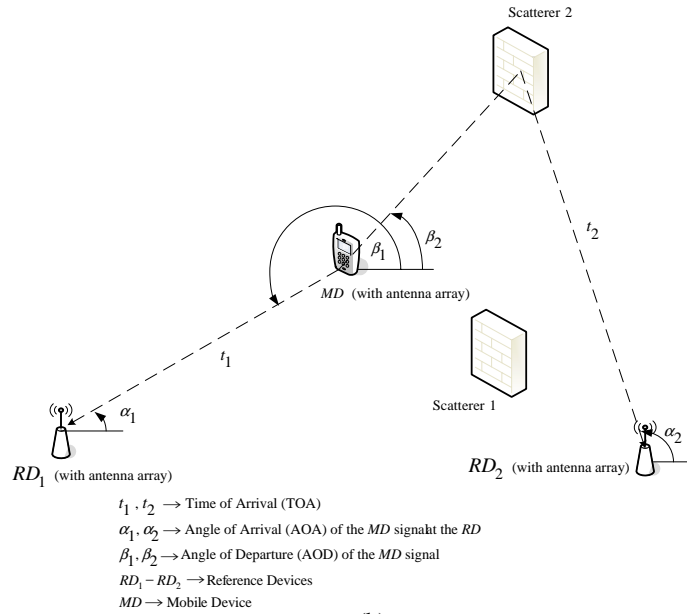 Scatterer 2
t2
β1
β2
MD (with antenna array)
t1
Scatterer 1
α1
α2
RD1 (with antenna array)
RD2 (with antenna array)
t1 , t2 → Time of Arrival (TOA)
α1, α2 → Angle of Arrival (AOA) of the MD signal at the RD
β1, β2 → Angle of Departure (AOD) of the MD signal
RD1 − RD2 → Reference Devices
MD → Mobile Device